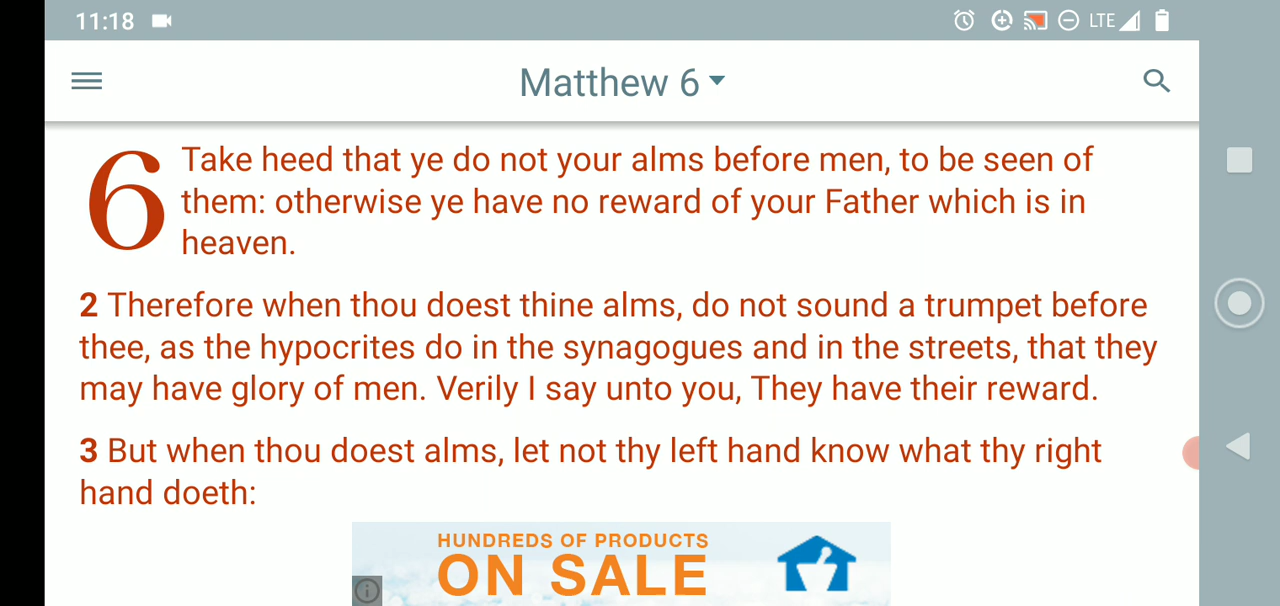 11:18
LTE
Matthew 6
6 Take heed that ye do not your alms before men, to be seen of
them: otherwise ye have no reward of your Father which is in
heaven.
2 Therefore when thou doest thine alms, do not sound a trumpet before
thee, as the hypocrites do in the synagogues and in the streets, that they
may have glory of men. Verily I say unto you, They have their reward.
3 But when thou doest alms, let not thy left hand know what thy right
hand doeth:
HUNDREDS OF PRODUCTS
ON SALE